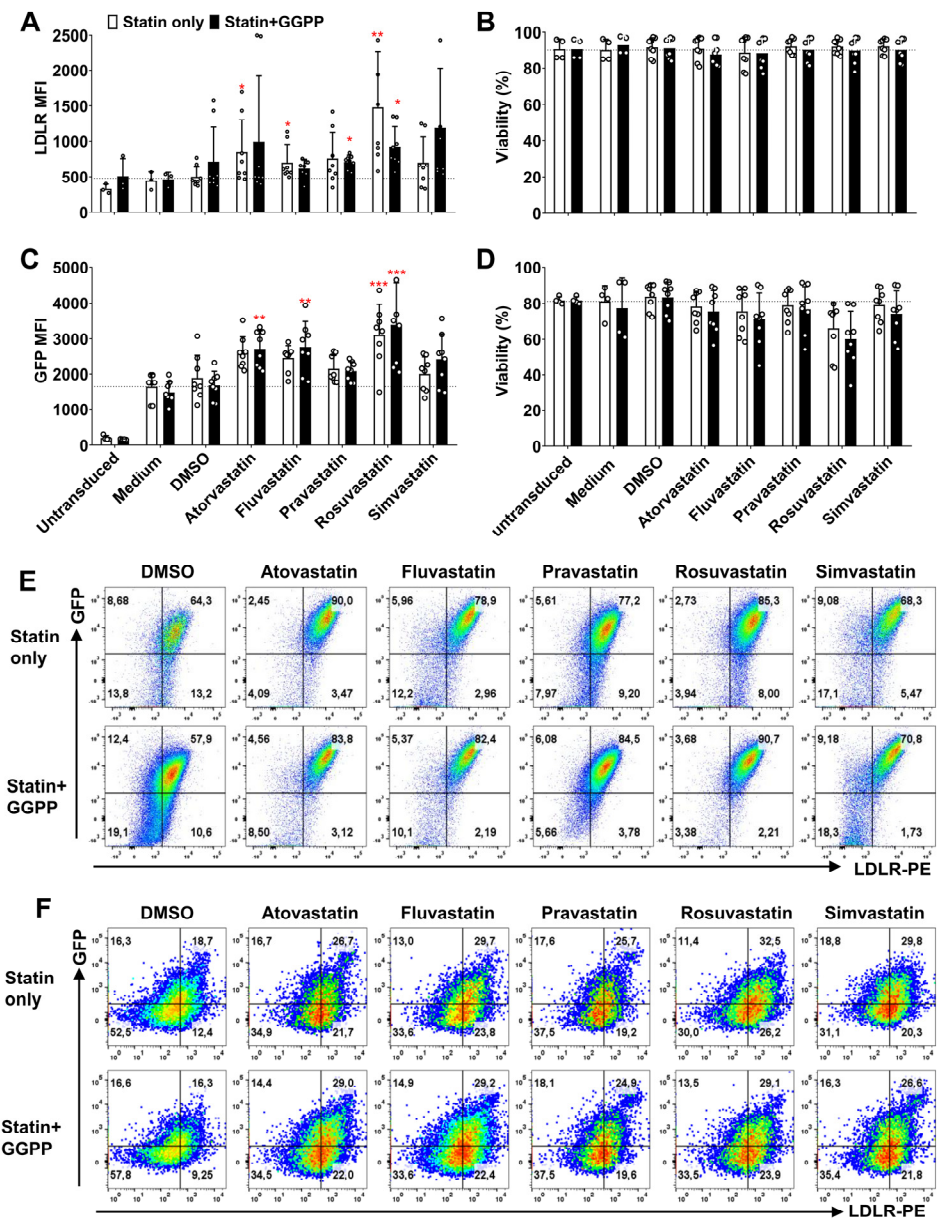 A
Statin only
Statin+GGPP
LDLR MFI
2500
2000
1500
1000
500
0
*
*
*
**
*
B
Viability (%)
100
80
60
40
20
0
C
GFP MFI
5000
4000
3000
2000
1000
0
**
**
***
***
Untransduced
Medium
DMSO
Atorvastatin
Fluvastatin
Pravastatin
Rosuvastatin
Simvastatin
D
Viability (%)
100
80
60
40
20
0
untransduced
Medium
DMSO
Atorvastatin
Fluvastatin
Pravastatin
Rosuvastatin
Simvastatin
E
DMSO Atovastatin Fluvastatin Pravastatin Rosuvastatin Simvastatin
GFP
Statin only
8,68 64,3 2,45 90,0 5,96 78,9 5,61 77,2 2,73 85,3 9,08 68,3
13,8 13,2 4,09 3,47 12,2 2,96 7,97 9,20 3,94 8,00 17,1 5,47
Statin+ GGPP
12,4 57,9 4,56 83,8 5,37 82,4 6,08 84,5 3,68 90,7 9,18 70,8
19,1 10,6 8,50 3,12 10,1 2,19 5,66 3,78 3,38 2,21 18,3 1,73
LDLR-PE
F
DMSO Atovastatin Fluvastatin Pravastatin Rosuvastatin Simvastatin
GFP
Statin only
16,3 18,7 16,7 26,7 13,0 29,7 17,6 25,7 11,4 32,5 18,8 29,8
52,5 12,4 34,9 21,7 33,6 23,8 37,5 19,2 30,0 26,2 31,1 20,3
Statin+ GGPP
16,6 16,3 14,4 29,0 14,9 29,2 18,1 24,9 13,5 29,1 16,3 26,6
57,8 9,25 34,5 22,0 33,6 22,4 37,5 19,6 33,5 23,9 35,4 21,8
LDLR-PE